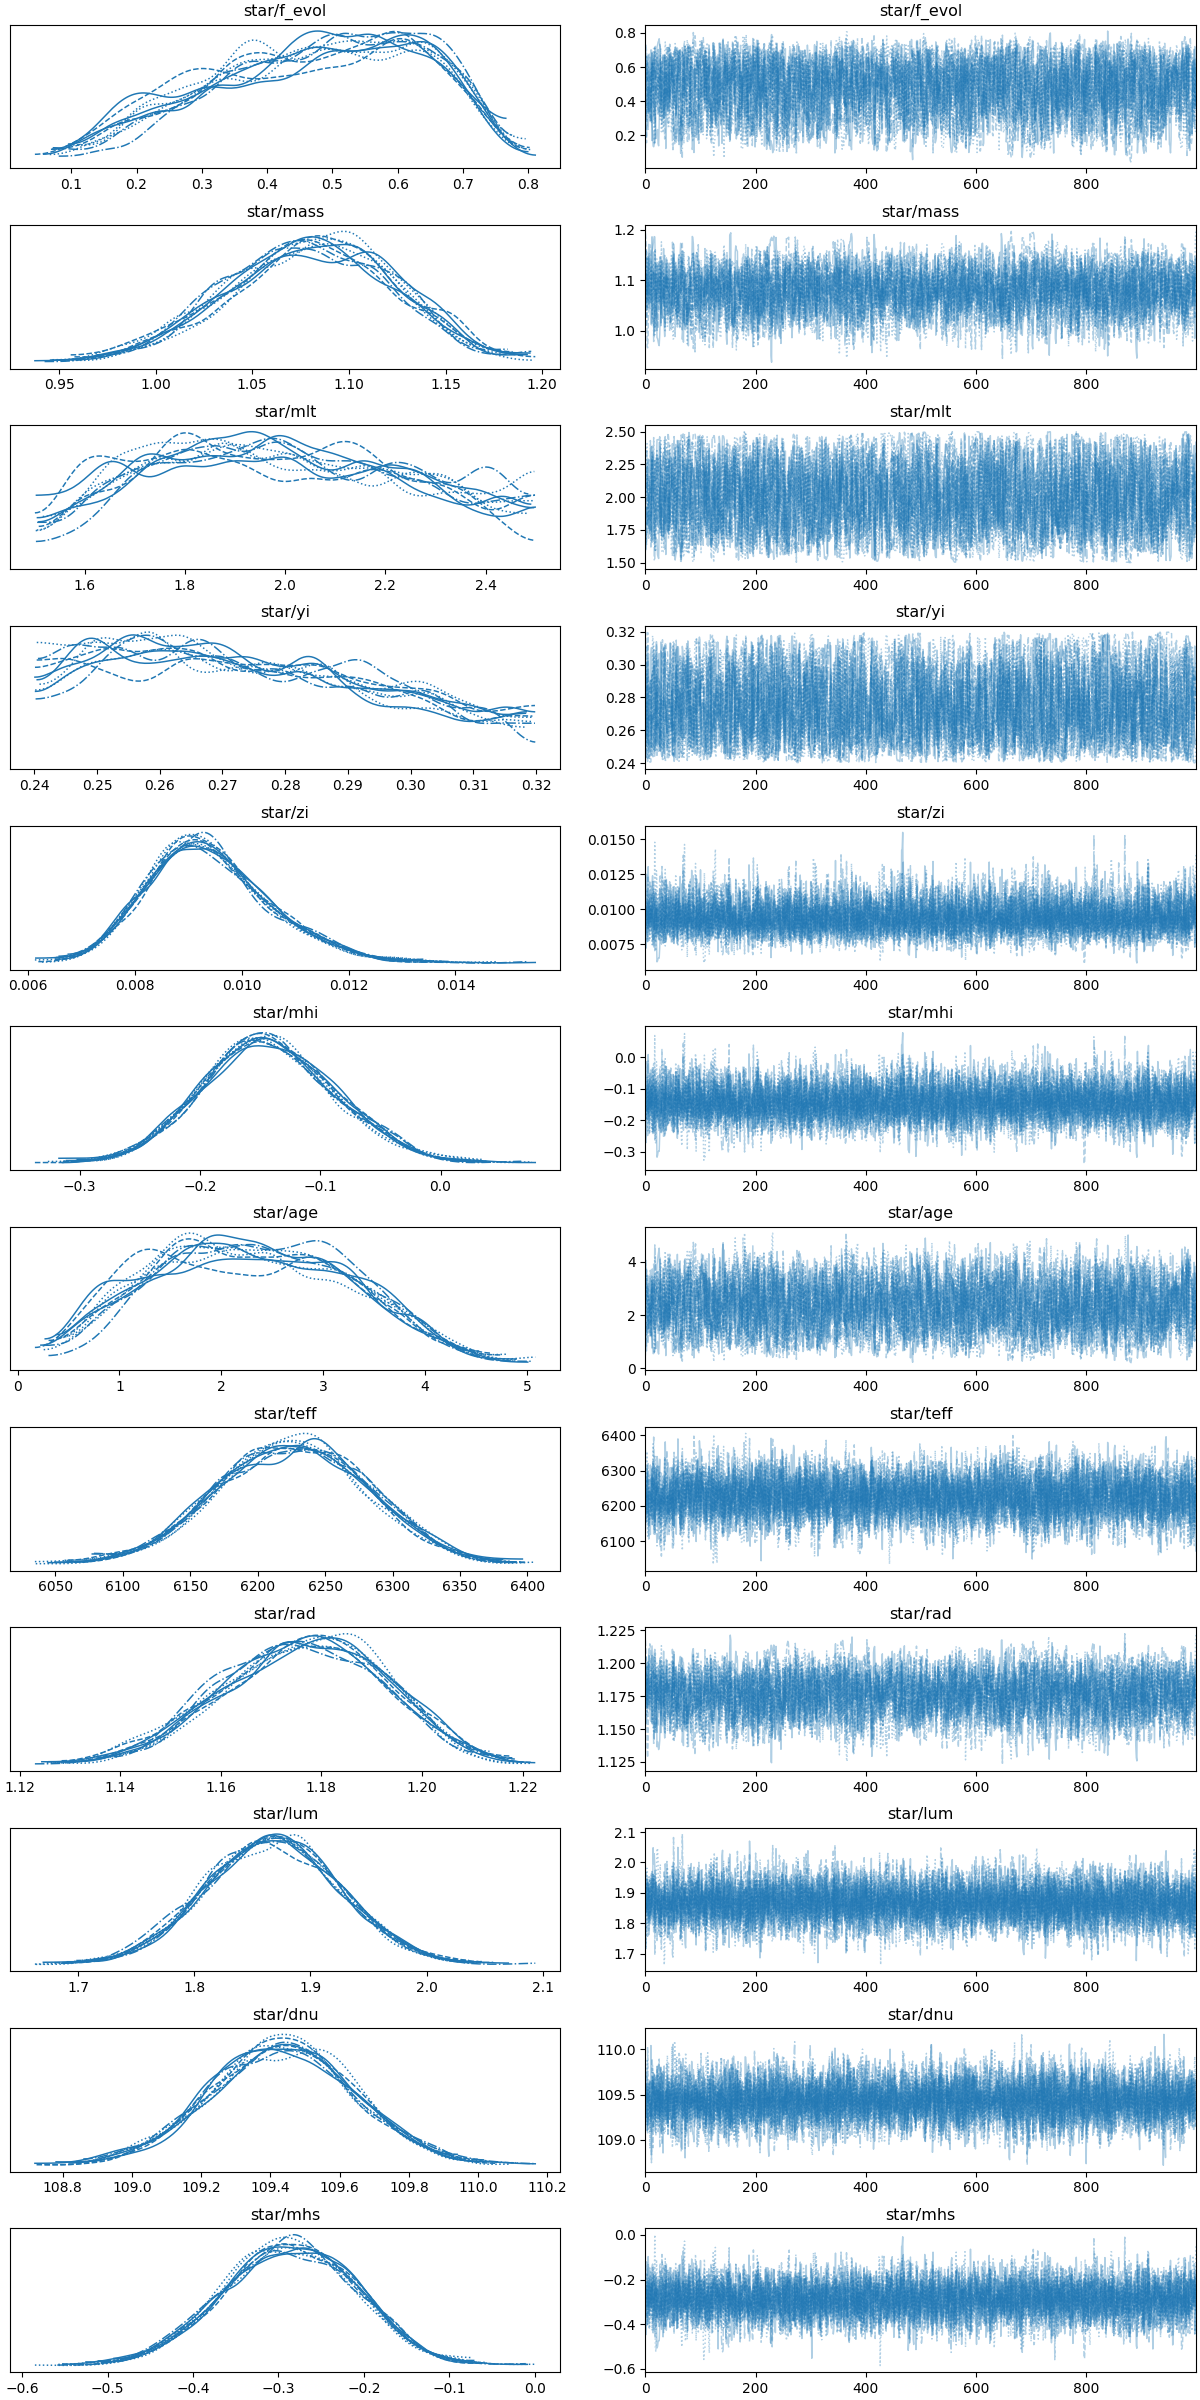 star/f_evol star/f_evol
0.8
0.6
0.4
0.2
0.1 0.2 0.3 0.4 0.5 0.6 0.7 0.8 0 200 400 600 800
star/mass star/mass
1.2
1.1
1.0
0.95 1.00 1.05 1.10 1.15 1.20 0 200 400 600 800
star/mlt star/mlt
2.50
2.25
2.00
1.75
1.50
1.6 1.8 2.0 2.2 2.4 0 200 400 600 800
star/yi star/yi
0.32
0.30
0.28
0.26
0.24
0.24 0.25 0.26 0.27 0.28 0.29 0.30 0.31 0.32 0 200 400 600 800
star/zi star/zi
0.0150
0.0125
0.0100
0.0075
0.006 0.008 0.010 0.012 0.014 0 200 400 600 800
star/mhi star/mhi
0.0
−0.1
−0.2
−0.3
−0.3 −0.2 −0.1 0.0 0 200 400 600 800
star/age star/age
4
2
0
0 1 2 3 4 5 0 200 400 600 800
star/teff star/teff
6400
6300
6200
6100
6050 6100 6150 6200 6250 6300 6350 6400 0 200 400 600 800
star/rad star/rad
1.225
1.200
1.175
1.150
1.125
1.12 1.14 1.16 1.18 1.20 1.22 0 200 400 600 800
star/lum star/lum
2.1
2.0
1.9
1.8
1.7
1.7 1.8 1.9 2.0 2.1 0 200 400 600 800
star/dnu star/dnu
110.0
109.5
109.0
108.8 109.0 109.2 109.4 109.6 109.8 110.0 110.2 0 200 400 600 800
star/mhs star/mhs
0.0
−0.2
−0.4
−0.6
−0.6 −0.5 −0.4 −0.3 −0.2 −0.1 0.0 0 200 400 600 800